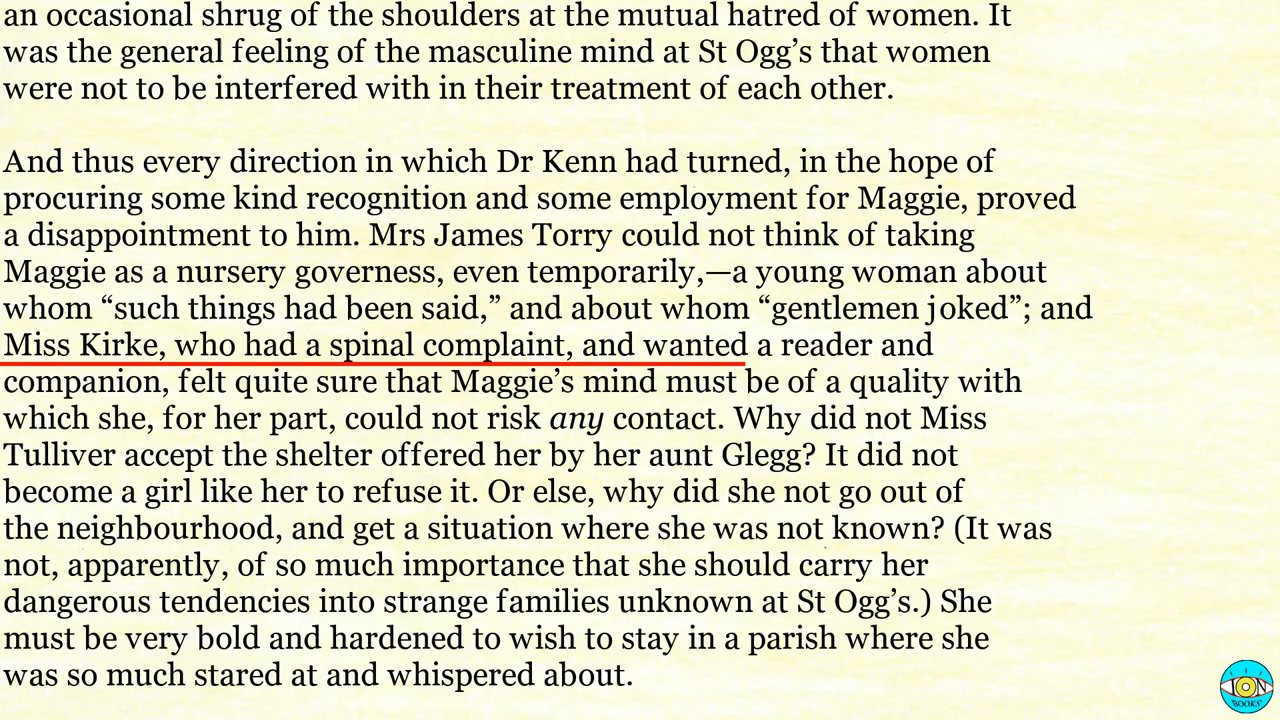 an occasional shrug of the shoulders at the mutual hatred of women. It
was the general feeling of the masculine mind at St Ogg’s that women
were not to be interfered with in their treatment of each other.
And thus every direction in which Dr Kenn had turned, in the hope of
procuring some kind recognition and some employment for Maggie, proved
a disappointment to him. Mrs James Torry could not think of taking
Maggie as a nursery governess, even temporarily,—a young woman about
whom “such things had been said,” and about whom “gentlemen joked”; and
Miss Kirke, who had a spinal complaint, and wanted a reader and
companion, felt quite sure that Maggie’s mind must be of a quality with
which she, for her part, could not risk any contact. Why did not Miss
Tulliver accept the shelter offered her by her aunt Glegg? It did not
become a girl like her to refuse it. Or else, why did she not go out of
the neighbourhood, and get a situation where she was not known? (It was
not, apparently, of so much importance that she should carry her
dangerous tendencies into strange families unknown at St Ogg’s.) She
must be very bold and hardened to wish to stay in a parish where she
was so much stared at and whispered about.
ION
BOOKS